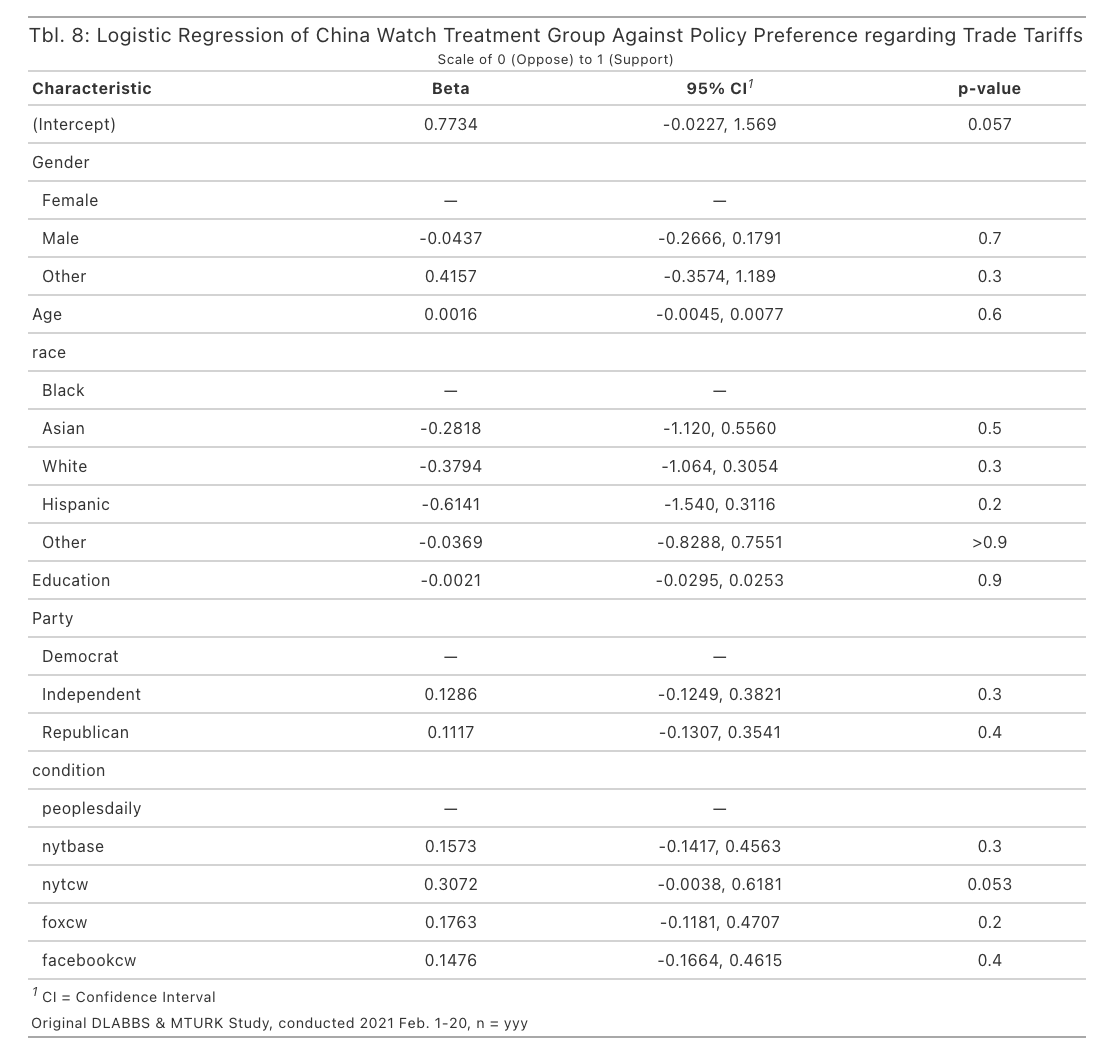 Tbl. 8: Logistic Regression of China Watch Treatment Group Against Policy Preference regarding Trade Tariffs
Scale of 0 (Oppose) to 1 (Support)
Characteristic Beta 95% CI1 p-value
(Intercept) 0.7734 -0.0227, 1.569 0.057
Gender
Female — —
Male -0.0437 -0.2666, 0.1791 0.7
Other 0.4157 -0.3574, 1.189 0.3
Age 0.0016 -0.0045, 0.0077 0.6
race
Black — —
Asian -0.2818 -1.120, 0.5560 0.5
White -0.3794 -1.064, 0.3054 0.3
Hispanic -0.6141 -1.540, 0.3116 0.2
Other -0.0369 -0.8288, 0.7551 >0.9
Education -0.0021 -0.0295, 0.0253 0.9
Party
Democrat — —
Independent 0.1286 -0.1249, 0.3821 0.3
Republican 0.1117 -0.1307, 0.3541 0.4
condition
peoplesdaily — —
nytbase 0.1573 -0.1417, 0.4563 0.3
nytcw 0.3072 -0.0038, 0.6181 0.053
foxcw 0.1763 -0.1181, 0.4707 0.2
facebookcw 0.1476 -0.1664, 0.4615 0.4
1 CI = Confidence Interval
Original DLABBS & MTURK Study, conducted 2021 Feb. 1-20, n = yyy